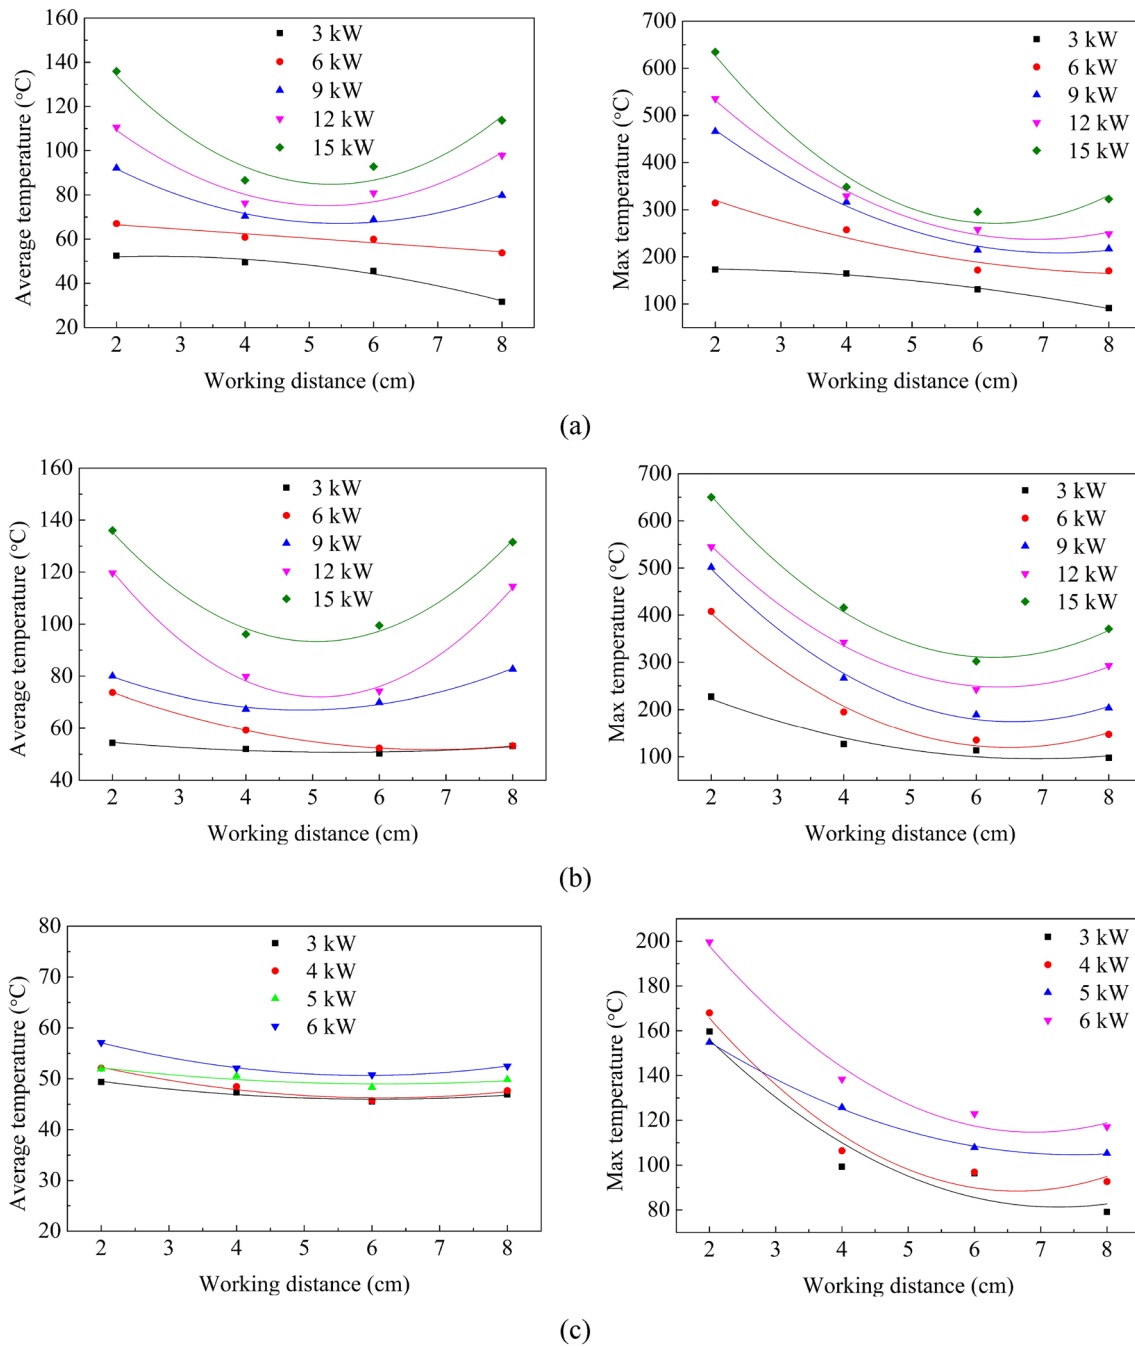 160
140
120
100
80
60
40
20
Average temperature (°C)
3 kW
6 kW
9 kW
12 kW
15 kW
2 3 4 5 6 7 8
Working distance (cm)
700
600
500
400
300
200
100
Max temperature (°C)
3 kW
6 kW
9 kW
12 kW
15 kW
2 3 4 5 6 7 8
Working distance (cm)
(a)
160
140
120
100
80
60
40
Average temperature (°C)
3 kW
6 kW
9 kW
12 kW
15 kW
2 3 4 5 6 7 8
Working distance (cm)
700
600
500
400
300
200
100
Max temperature (°C)
3 kW
6 kW
9 kW
12 kW
15 kW
2 3 4 5 6 7 8
Working distance (cm)
(b)
80
70
60
50
40
30
20
Average temperature (°C)
3 kW
4 kW
5 kW
6 kW
2 3 4 5 6 7 8
Working distance (cm)
200
180
160
140
120
100
80
Max temperature (°C)
3 kW
4 kW
5 kW
6 kW
2 3 4 5 6 7 8
Working distance (cm)
(c)